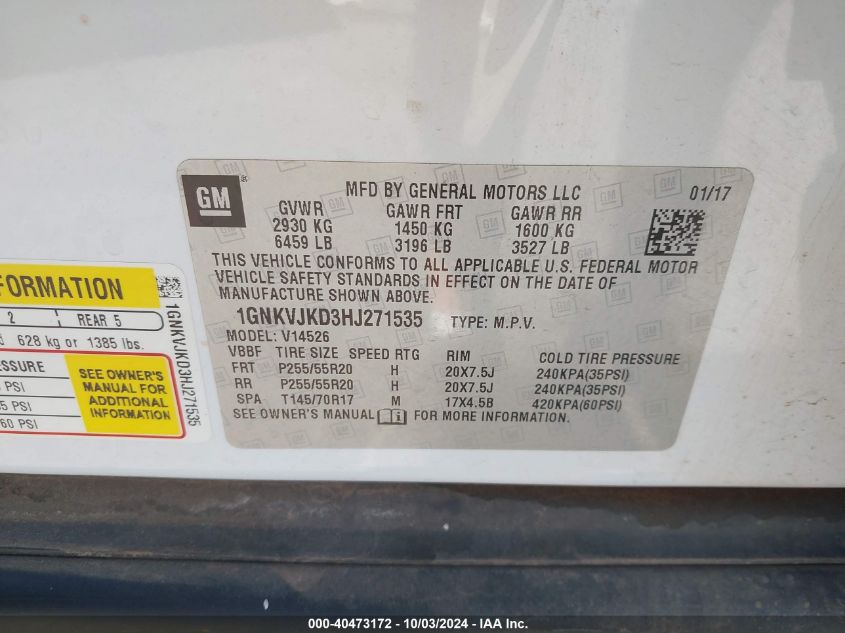 GM
®
MFD BY GENERAL MOTORS LLC 01/17
GVWR GAWR FRT GAWR RR
2930 KG 1450 KG 1600 KG
6459 LB 3196 LB 3527 LB
THIS VEHICLE CONFORMS TO ALL APPLICABLE U.S. FEDERAL MOTOR
VEHICLE SAFETY STANDARDS IN EFFECT ON THE DATE OF
MANUFACTURE SHOWN ABOVE.
1GNKVJKD3HJ271535 TYPE: M.P.V.
MODEL: V14526
VBBF TIRE SIZE SPEED RTG RIM COLD TIRE PRESSURE
FRT P255/55R20 H 20X7.5J 240KPA(35PSI)
RR P255/55R20 H 20X7.5J 240KPA(35PSI)
SPA T145/70R17 M 17X4.5B 420KPA(60PSI)
SEE OWNER'S MANUAL FOR MORE INFORMATION.
FORMATION
2 REAR 5
628 kg or 1385 lbs.
SEE OWNER'S
MANUAL FOR
ADDITIONAL
INFORMATION
PSI
5 PSI
60 PSI
1GNKVJKD3HJ271535
000-40473172 - 10/03/2024 - IAA Inc.